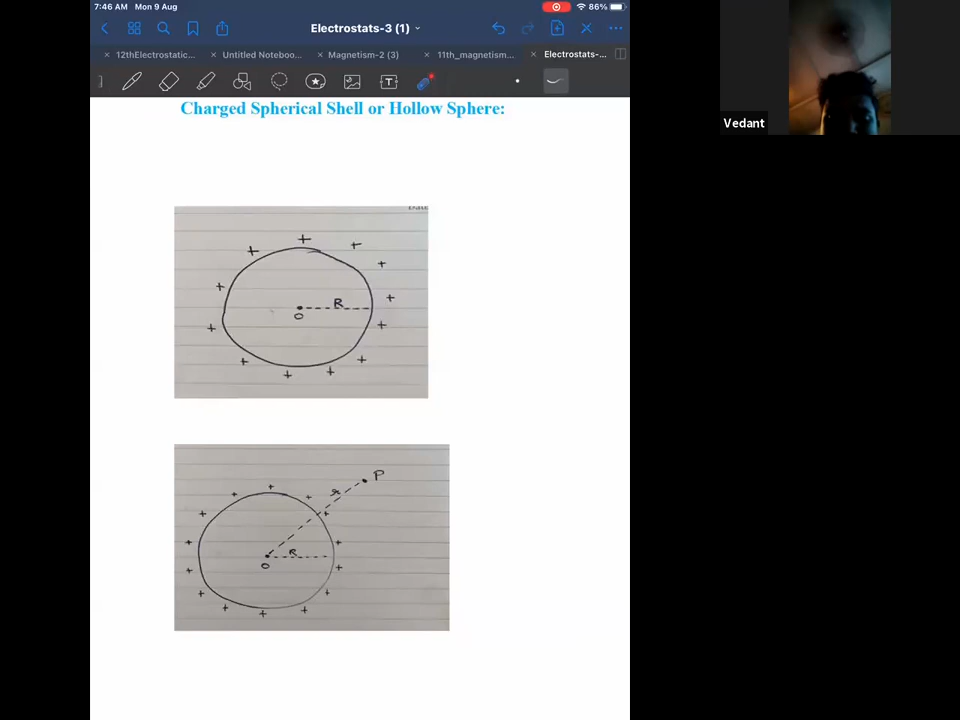 7:46 AM Mon 9 Aug
86%
Electrostats-3 (1)
12thElectrostatic...
Untitled Noteboo...
Magnetism-2 (3)
11th_magnetism...
Electrostats-...
Charged Spherical Shell or Hollow Sphere:
+ + + + + + + + + + + + +
R
O
P
r
+ + + + + + + + + + + + + +
R
O
Vedant